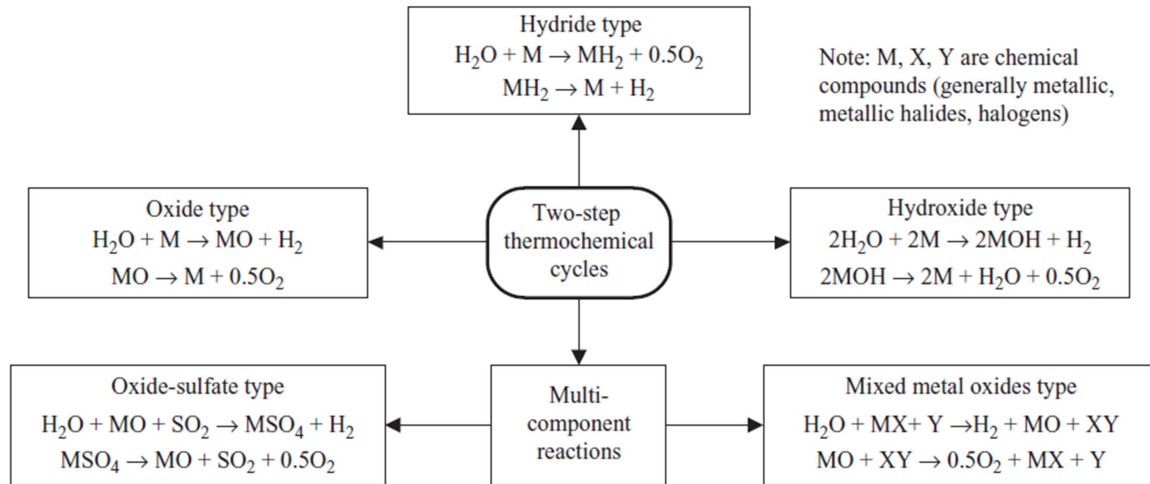 Hydride type
H₂O + M → MH₂ + 0.5O₂
MH₂ → M + H₂
Note: M, X, Y are chemical
compounds (generally metallic,
metallic halides, halogens)
Oxide type
H₂O + M → MO + H₂
MO → M + 0.5O₂
Two-step
thermochemical
cycles
Hydroxide type
2H₂O + 2M → 2MOH + H₂
2MOH → 2M + H₂O + 0.5O₂
Oxide-sulfate type
H₂O + MO + SO₂ → MSO₄ + H₂
MSO₄ → MO + SO₂ + 0.5O₂
Multi-
component
reactions
Mixed metal oxides type
H₂O + MX+ Y →H₂ + MO + XY
MO + XY → 0.5O₂ + MX + Y